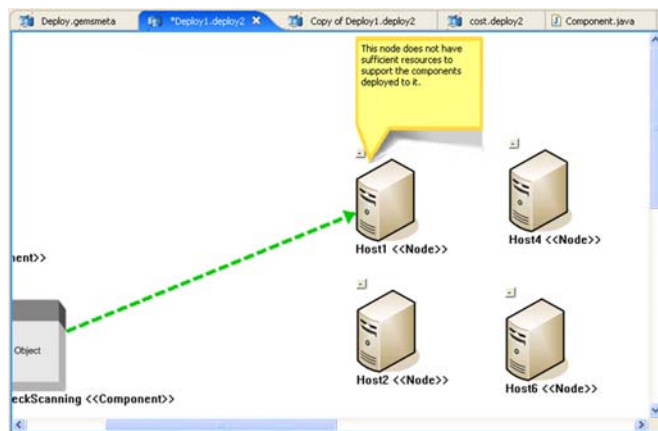 Deploy.gemsmeta
*Deploy1.deploy2
Copy of Deploy1.deploy2
cost.deploy2
Component.java
This node does not have
sufficient resources to
support the components
deployed to it.
Host1 <<Node>>
Host4 <<Node>>
nent>>
Object
Host2 <<Node>>
Host6 <<Node>>
eckScanning <<Component>>